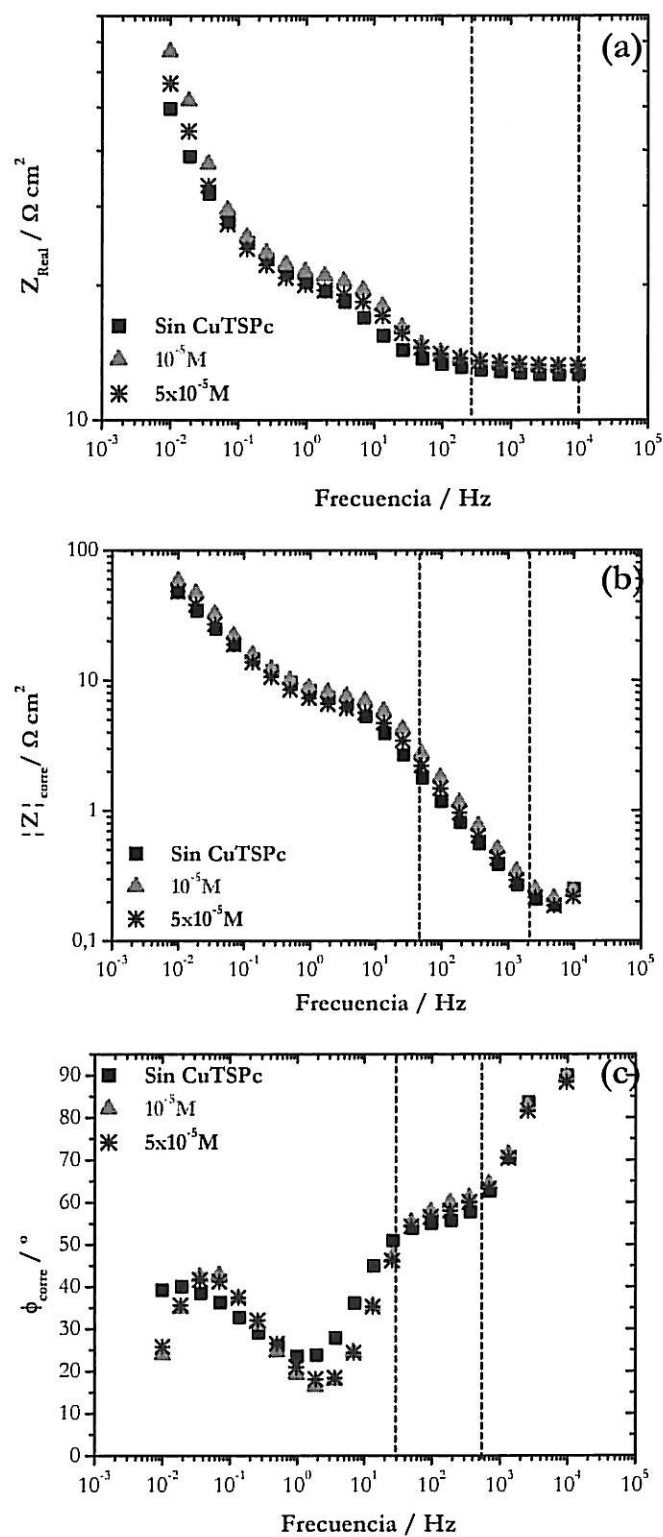 (a)
Z_Real / Ω cm²
■ Sin CuTSPc
▲ 10⁻⁵M
✳ 5x10⁻⁵M
10
10⁻³ 10⁻² 10⁻¹ 10⁰ 10¹ 10² 10³ 10⁴ 10⁵
Frecuencia / Hz
(b)
100
10
1
0,1
|Z|_corre / Ω cm²
■ Sin CuTSPc
▲ 10⁻⁵M
✳ 5x10⁻⁵M
10⁻³ 10⁻² 10⁻¹ 10⁰ 10¹ 10² 10³ 10⁴ 10⁵
Frecuencia / Hz
(c)
90
80
70
60
50
40
30
20
10
0
ϕ_corre / °
■ Sin CuTSPc
▲ 10⁻⁵M
✳ 5x10⁻⁵M
10⁻³ 10⁻² 10⁻¹ 10⁰ 10¹ 10² 10³ 10⁴ 10⁵
Frecuencia / Hz